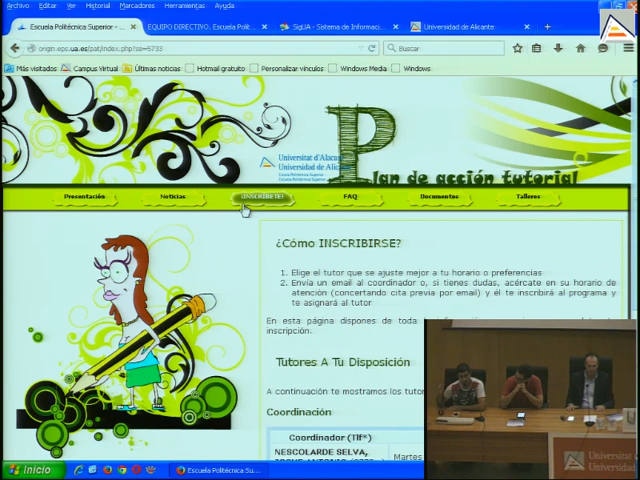 Archivo Editar Ver Historial Marcadores Herramientas Ayuda
Escuela Politécnica Superior - ... × EQUIPO DIRECTIVO. Escuela Polit... × SigUA - Sistema de Informaci... × Universidad de Alicante ×
origin.eps.ua.es/pat/index.php?se=5733 Buscar
Más visitados Campus Virtual Últimas noticias Hotmail gratuito Personalizar vínculos Windows Media Windows
Universitat d'Alacant
Universidad de Alicante
Plan de acción tutorial
Presentación Noticias ¡INSCRÍBETE! FAQ Documentos Talleres
¿Cómo INSCRIBIRSE?
1. Elige el tutor que se ajuste mejor a tu horario o preferencias
2. Envía un email al coordinador o, si tienes dudas, acércate en su horario de
atención (concertando cita previa por email) y él te inscribirá al programa y
te asignará al tutor
En esta página dispones de toda
inscripción.
Tutores A Tu Disposición
A continuación te mostramos los tutor
Coordinación
Coordinador (Tlf*)
NESCOLARDE SELVA,
Martes
Inicio Escuela Politécnica Su...
Universitat
Universidad